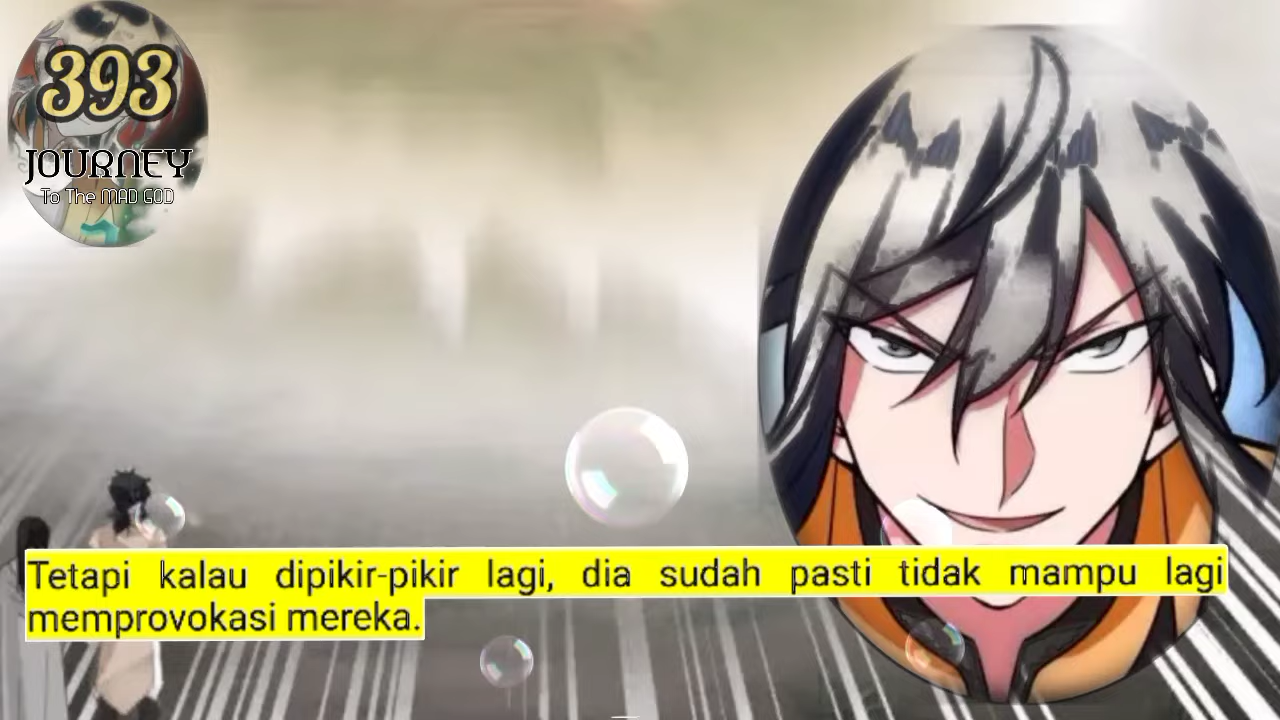 393
JOURNEY
To The MAD GOD
Tetapi kalau dipikir-pikir lagi, dia sudah pasti tidak mampu lagi
memprovokasi mereka.